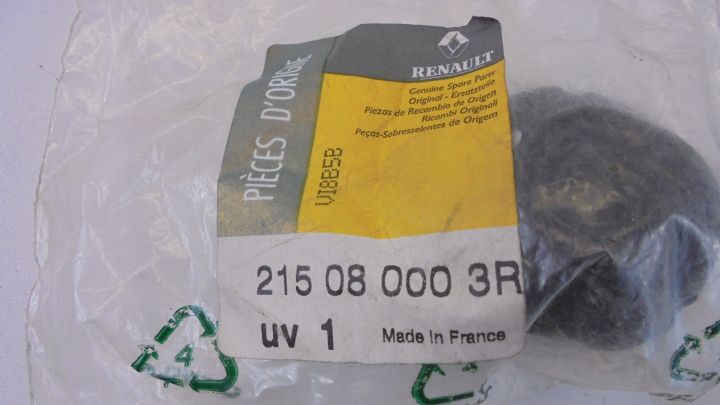 PIÈCES D'ORIGINE
RENAULT
Genuine Spare Parts
Original - Ersatzteile
Piezas de Recambio de Origen
Ricambi Originali
Peças-Sobresselentes de Origem
VI8B5B
215 08 000 3R
uv 1
Made In France
4